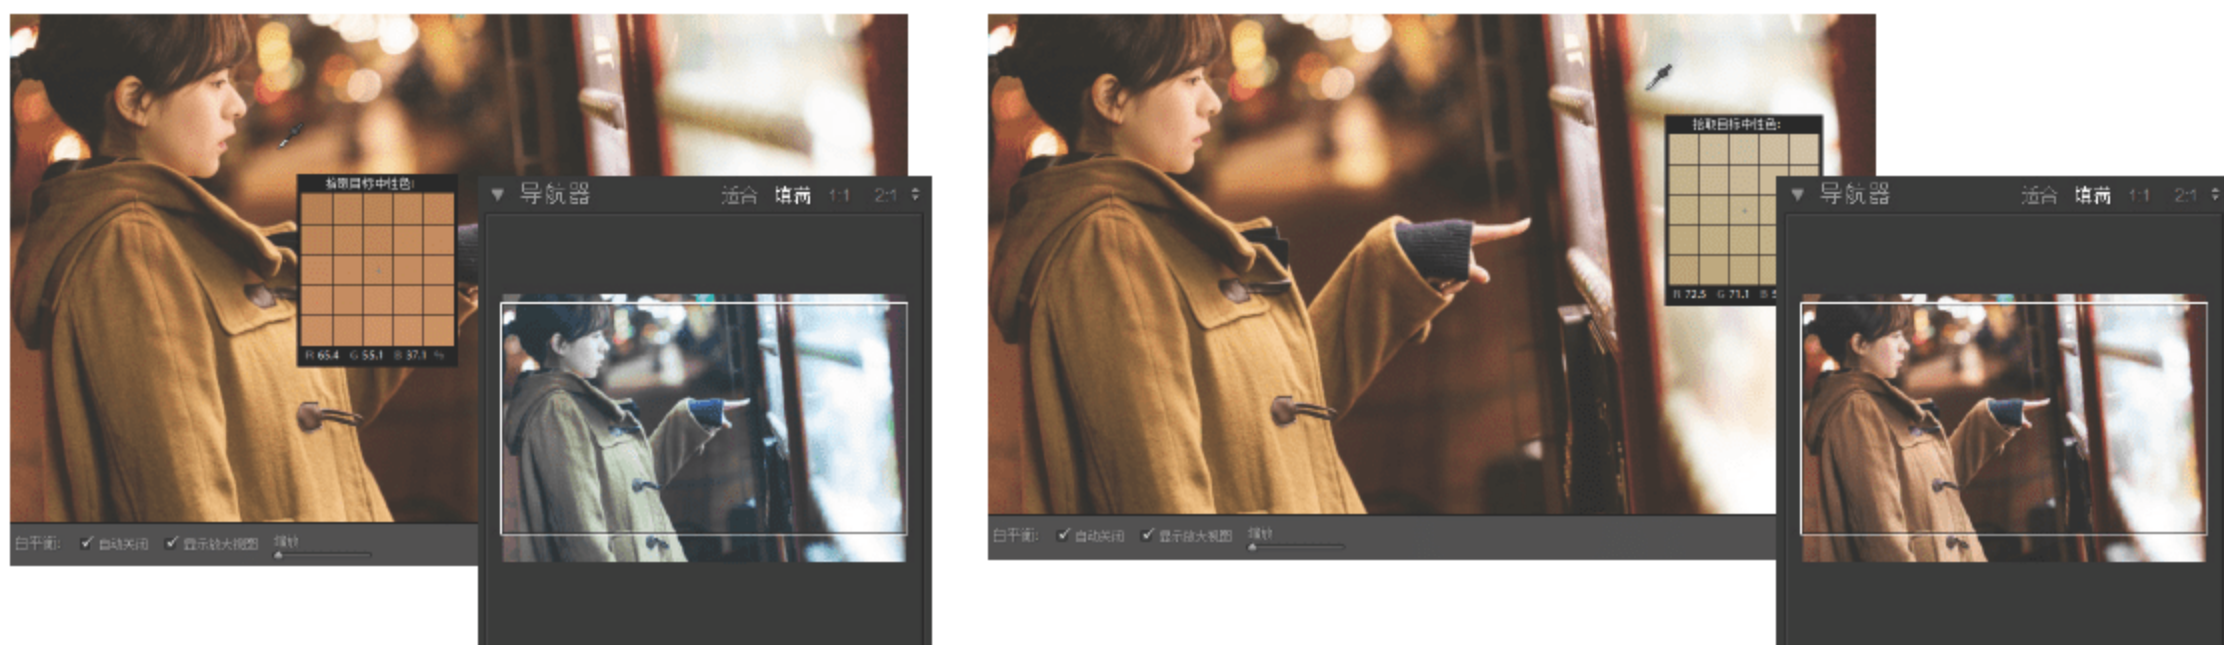 拾取目标中性色:
R 65.4 G 55.1 B 37.1 %
导航器 适合 填满 1:1 2:1
白平衡: 自动关闭 显示放大视图 缩放
拾取目标中性色:
R 72.5 G 71.1 B 5
导航器 适合 填满 1:1 2:1
白平衡: 自动关闭 显示放大视图 缩放